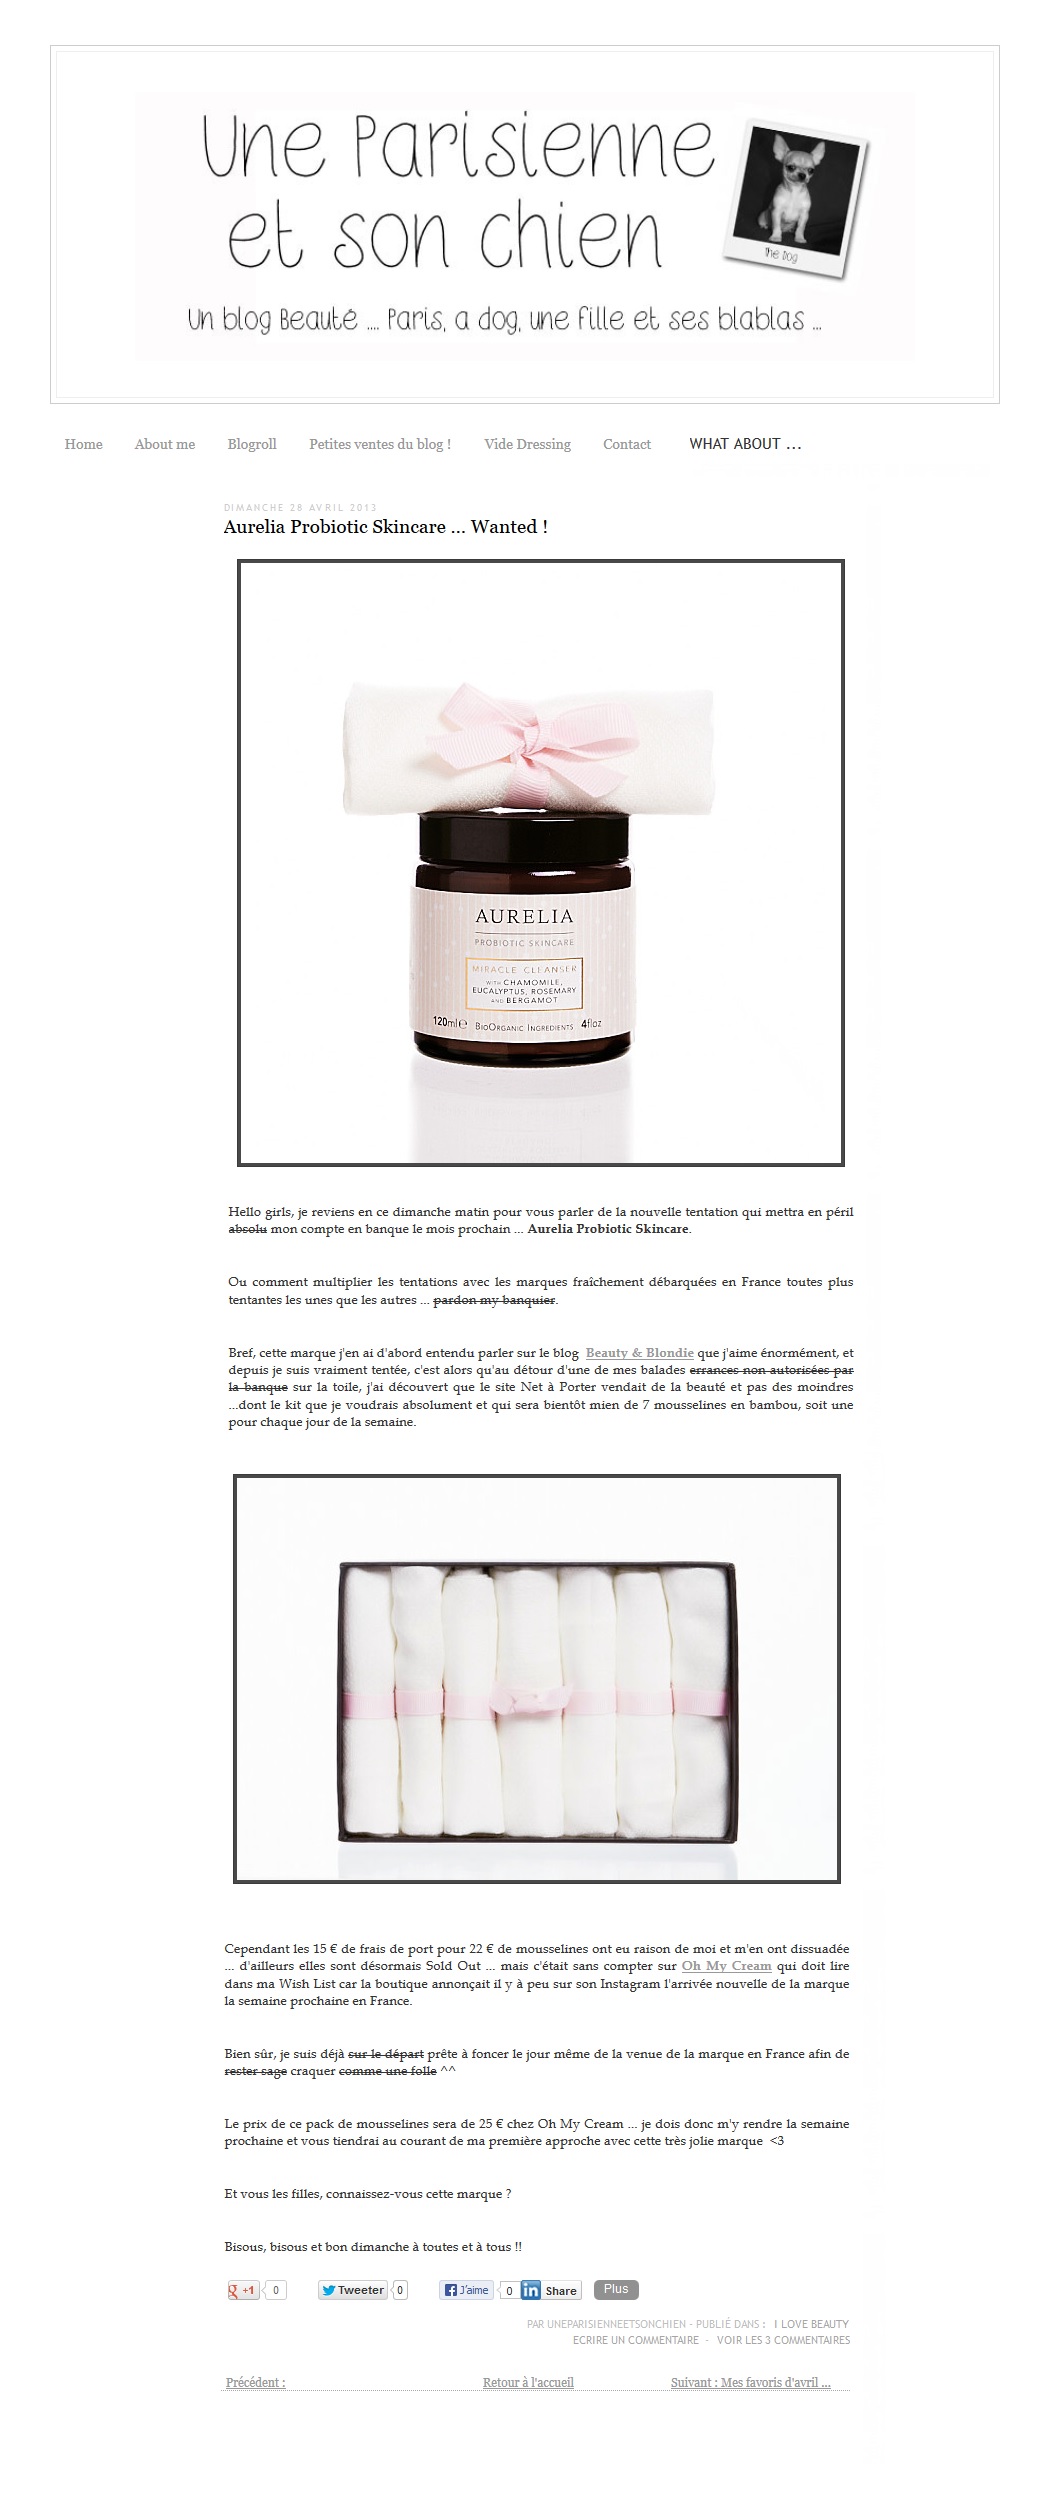 Une Parisienne
et son chien
the Dog
Un blog Beauté .... Paris, a dog, une fille et ses blablas ...
Home About me Blogroll Petites ventes du blog ! Vide Dressing Contact WHAT ABOUT ...
DIMANCHE 28 AVRIL 2013
Aurelia Probiotic Skincare ... Wanted !
AURELIA
PROBIOTIC SKINCARE
MIRACLE CLEANSER
WITH CHAMOMILE,
EUCALYPTUS, ROSEMARY
AND BERGAMOT
120ml e BIOORGANIC INGREDIENTS 4floz
Hello girls, je reviens en ce dimanche matin pour vous parler de la nouvelle tentation qui mettra en péril
absolu mon compte en banque le mois prochain ... Aurelia Probiotic Skincare.
Ou comment multiplier les tentations avec les marques fraîchement débarquées en France toutes plus
tentantes les unes que les autres ... pardon my banquier.
Bref, cette marque j'en ai d'abord entendu parler sur le blog Beauty & Blondie que j'aime énormément, et
depuis je suis vraiment tentée, c'est alors qu'au détour d'une de mes balades errances non autorisées par
la banque sur la toile, j'ai découvert que le site Net à Porter vendait de la beauté et pas des moindres
...dont le kit que je voudrais absolument et qui sera bientôt mien de 7 mousselines en bambou, soit une
pour chaque jour de la semaine.
Cependant les 15 € de frais de port pour 22 € de mousselines ont eu raison de moi et m'en ont dissuadée
... d'ailleurs elles sont désormais Sold Out ... mais c'était sans compter sur Oh My Cream qui doit lire
dans ma Wish List car la boutique annonçait il y à peu sur son Instagram l'arrivée nouvelle de la marque
la semaine prochaine en France.
Bien sûr, je suis déjà sur le départ prête à foncer le jour même de la venue de la marque en France afin de
rester sage craquer comme une folle ^^
Le prix de ce pack de mousselines sera de 25 € chez Oh My Cream ... je dois donc m'y rendre la semaine
prochaine et vous tiendrai au courant de ma première approche avec cette très jolie marque <3
Et vous les filles, connaissez-vous cette marque ?
Bisous, bisous et bon dimanche à toutes et à tous !!
g +1 0 Tweeter 0 J'aime 0 in Share Plus
PAR UNEPARISIENNEETSONCHIEN - PUBLIÉ DANS : I LOVE BEAUTY
ECRIRE UN COMMENTAIRE - VOIR LES 3 COMMENTAIRES
Précédent : Retour à l'accueil Suivant : Mes favoris d'avril ...